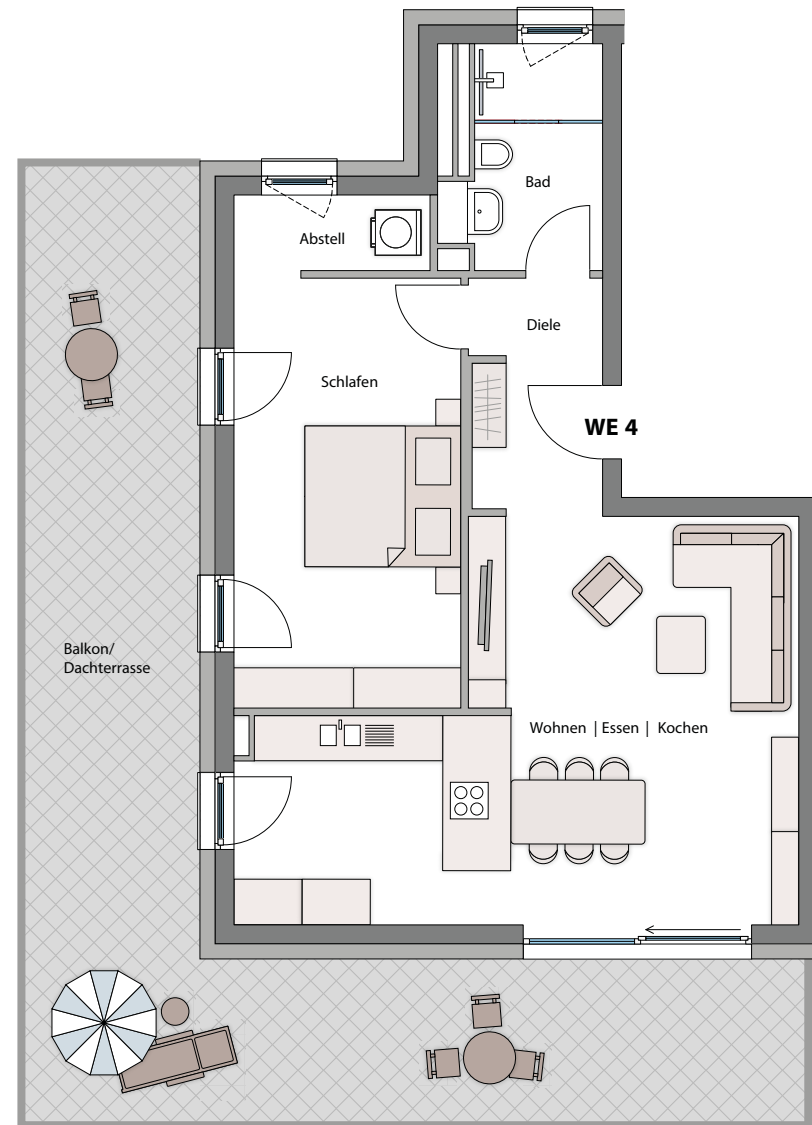 Bad
Abstell
Diele
Schlafen
WE 4
Balkon/
Dachterrasse
Wohnen | Essen | Kochen